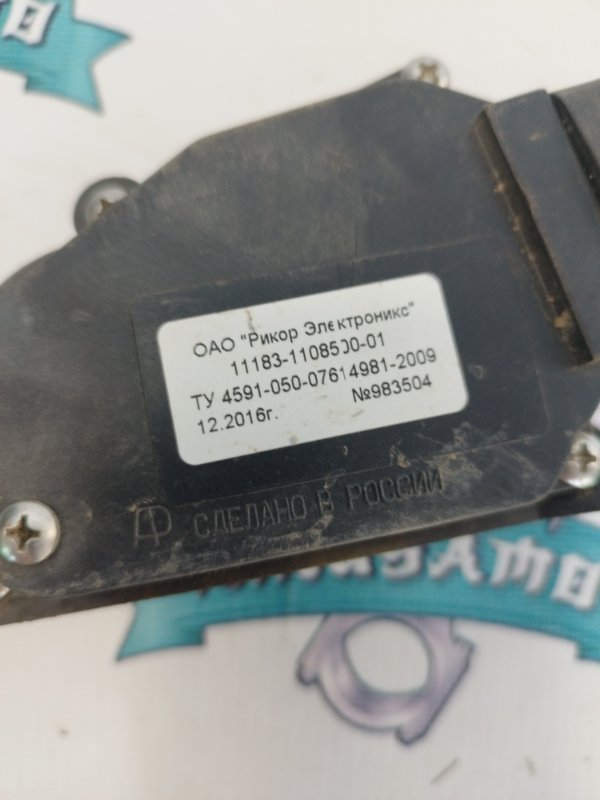 ОАО "Рикор Электроникс"
11183-1108500-01
ТУ 4591-050-07614981-2009
12.2016г. №983504
СДЕЛАНО В РОССИИ